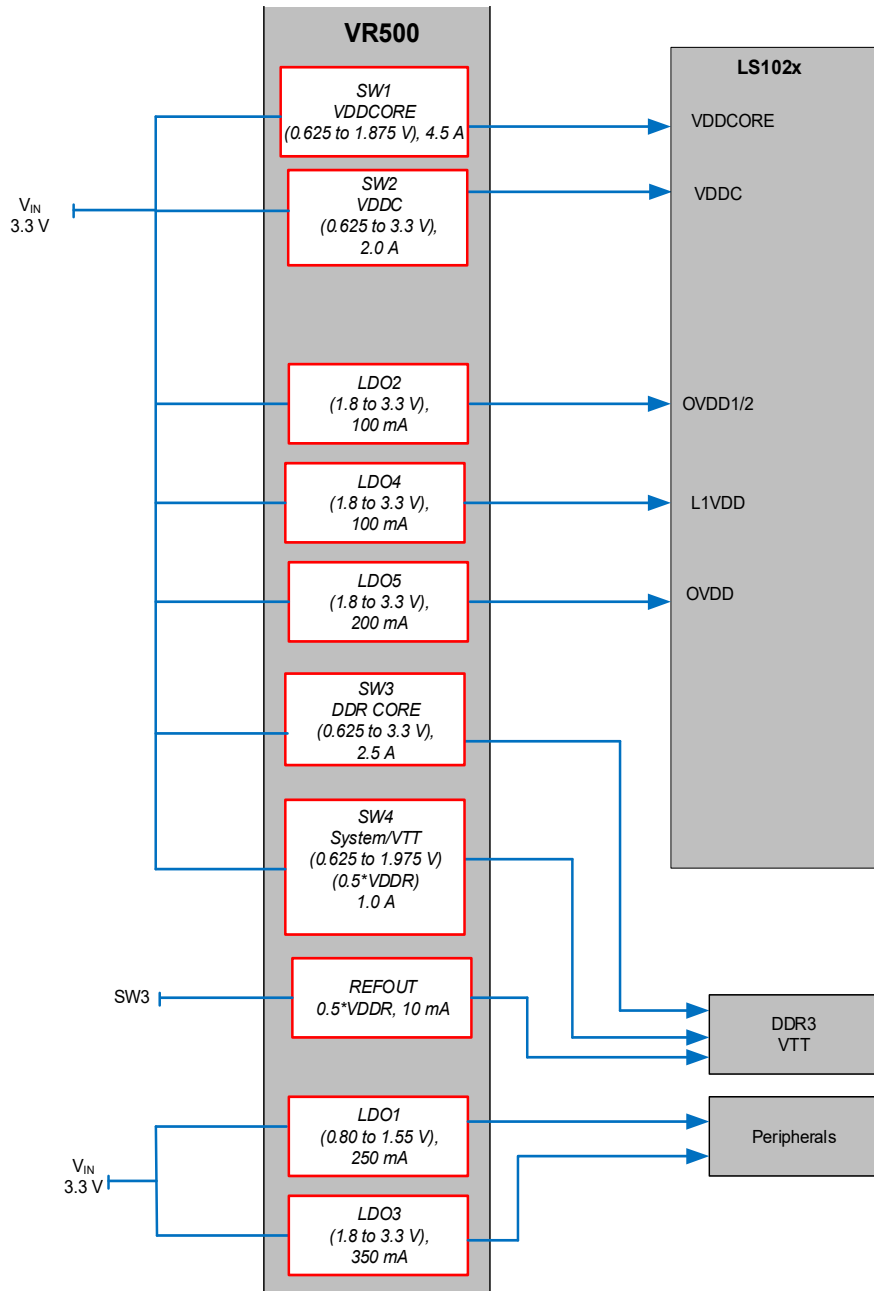 VR500
LS102x
SW1
VDDCORE
(0.625 to 1.875 V), 4.5 A
VDDCORE
SW2
VDDC
(0.625 to 3.3 V),
2.0 A
VDDC
VIN
3.3 V
LDO2
(1.8 to 3.3 V),
100 mA
OVDD1/2
LDO4
(1.8 to 3.3 V),
100 mA
L1VDD
LDO5
(1.8 to 3.3 V),
200 mA
OVDD
SW3
DDR CORE
(0.625 to 3.3 V),
2.5 A
SW4
System/VTT
(0.625 to 1.975 V)
(0.5*VDDR)
1.0 A
SW3
REFOUT
0.5*VDDR, 10 mA
DDR3
VTT
LDO1
(0.80 to 1.55 V),
250 mA
Peripherals
VIN
3.3 V
LDO3
(1.8 to 3.3 V),
350 mA